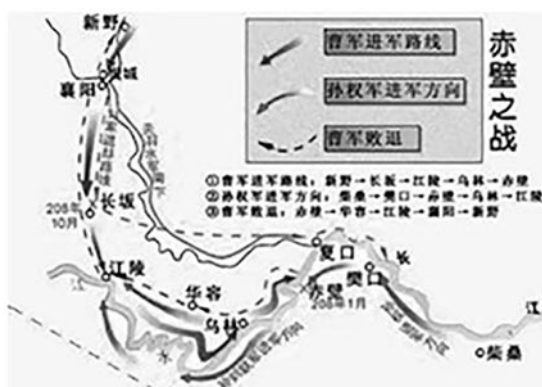 赤壁之战
曹军进军路线
孙权军进军方向
曹军败退
①曹军进军路线：新野→长坂→江陵→乌林→赤壁
②孙权军进军方向：柴桑→樊口→赤壁→乌林→江陵
③曹军败退：赤壁→华容→江陵→襄阳→新野
新野
樊城
襄阳
长坂
208年
10月
江陵
华容
乌林
夏口
赤壁
208年1月
樊口
柴桑
长
江
江